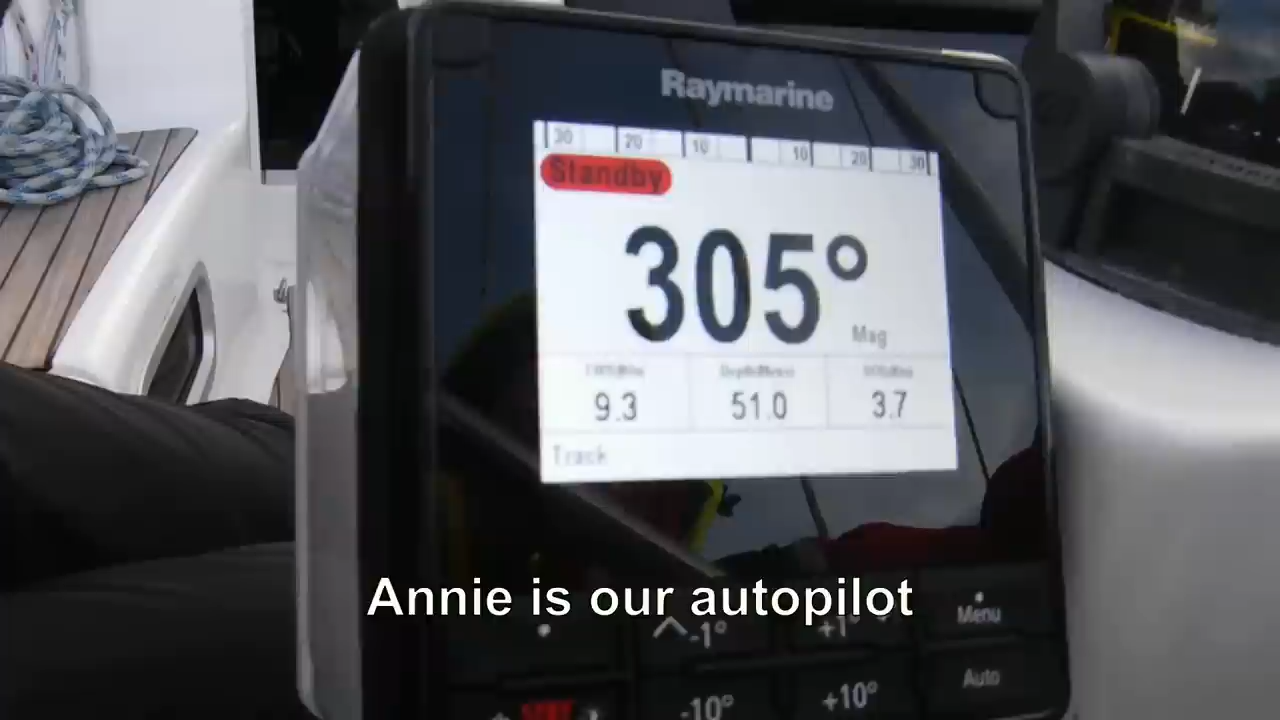 Raymarine
30 20 10 10 20 30
Standby
305°
Mag
9.3 51.0 3.7
Track
Annie is our autopilot
-1° +1° Menu
Auto
-10° +10°